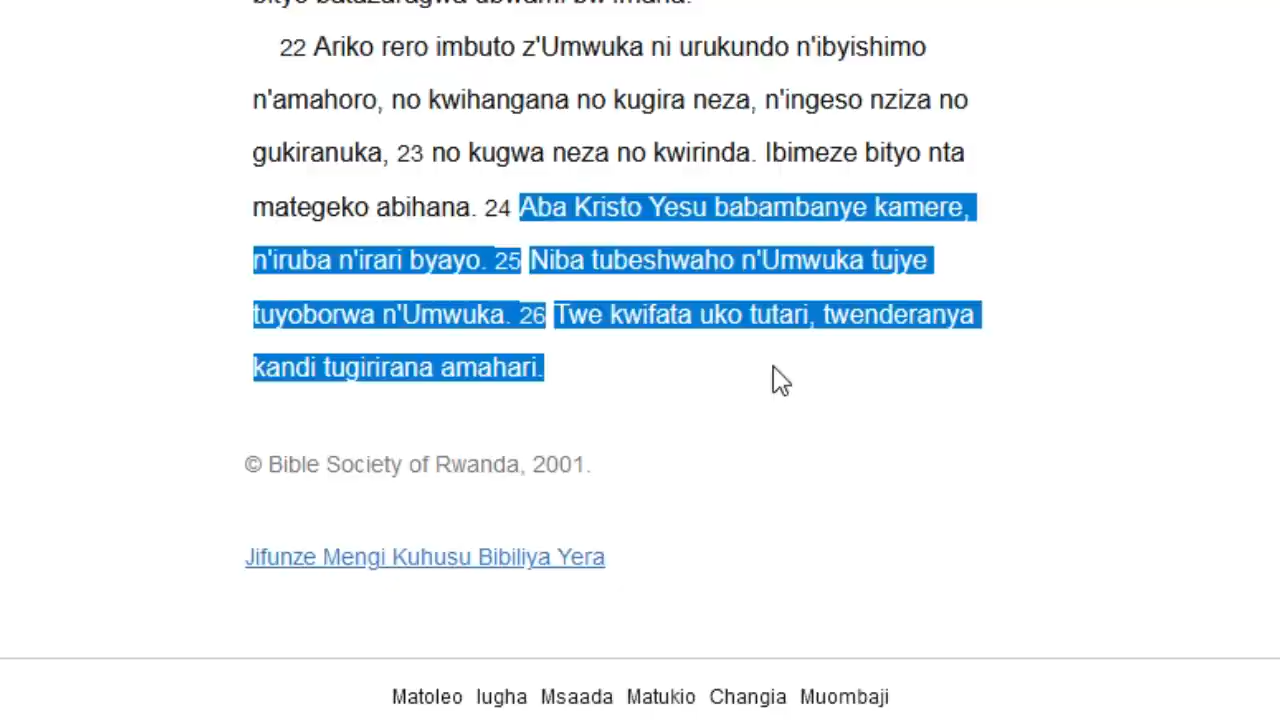 22 Ariko rero imbuto z'Umwuka ni urukundo n'ibyishimo
n'amahoro, no kwihangana no kugira neza, n'ingeso nziza no
gukiranuka, 23 no kugwa neza no kwirinda. Ibimeze bityo nta
mategeko abihana. 24 Aba Kristo Yesu babambanye kamere,
n'iruba n'irari byayo. 25 Niba tubeshwaho n'Umwuka tujye
tuyoborwa n'Umwuka. 26 Twe kwifata uko tutari, twenderanya
kandi tugirirana amahari.
© Bible Society of Rwanda, 2001.
Jifunze Mengi Kuhusu Bibiliya Yera
Matoleo lugha Msaada Matukio Changia Muombaji